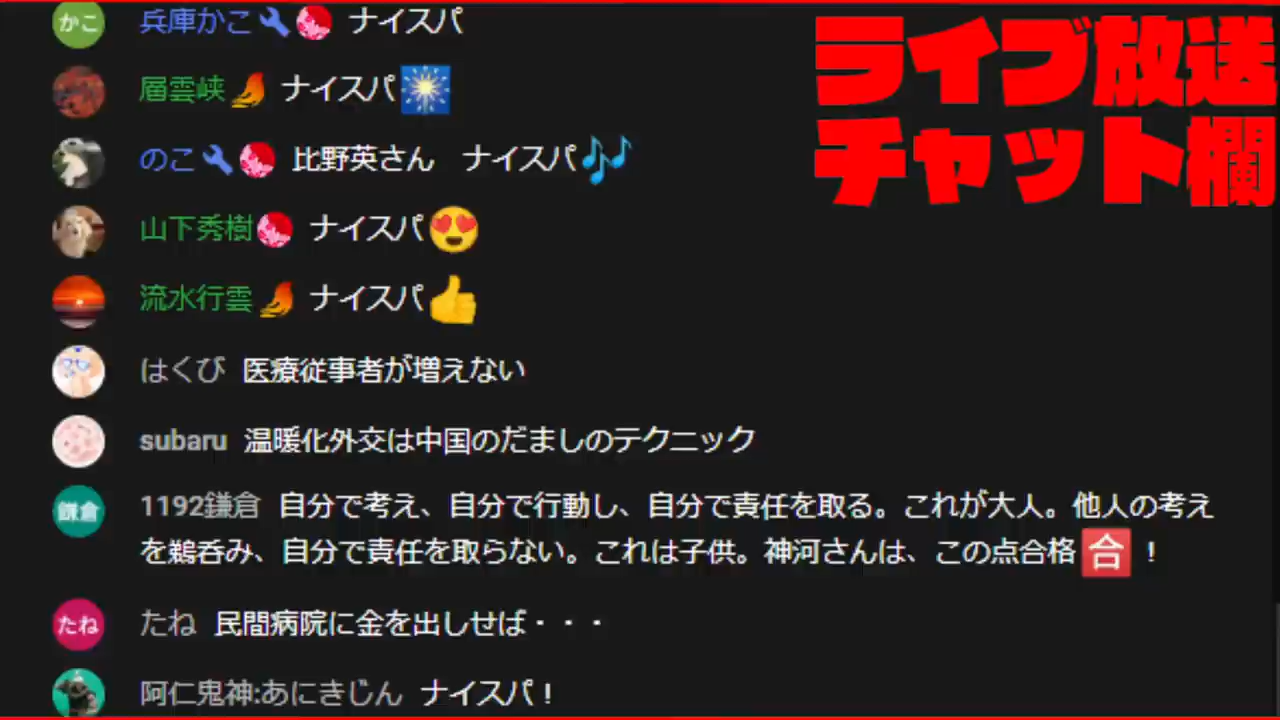 かこ 兵庫かこ ナイスパ
ライブ放送
層雲峡 ナイスパ
チャット欄
のこ 比野英さん　ナイスパ🎶
山下秀樹 ナイスパ😍
流水行雲 ナイスパ👍
はくび 医療従事者が増えない
subaru 温暖化外交は中国のだましのテクニック
鎌倉 1192鎌倉 自分で考え、自分で行動し、自分で責任を取る。これが大人。他人の考え
を鵜呑み、自分で責任を取らない。これは子供。神河さんは、この点合格🈴！
たね たね 民間病院に金を出しせば・・・
阿仁鬼神:あにきじん ナイスパ！